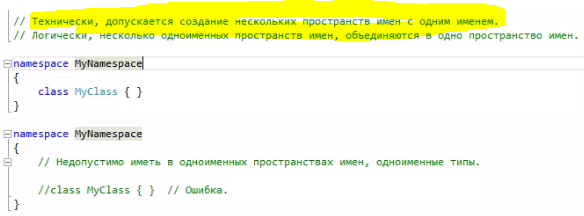 // Технически, допускается создание нескольких пространств имен с одним именем.
// Логически, несколько одноименных пространств имен, объединяются в одно пространство имен.
namespace MyNamespace
{
class MyClass { }
}
namespace MyNamespace
{
// Недопустимо иметь в одноименных пространствах имен, одноименные типы.
//class MyClass { } // Ошибка.
}